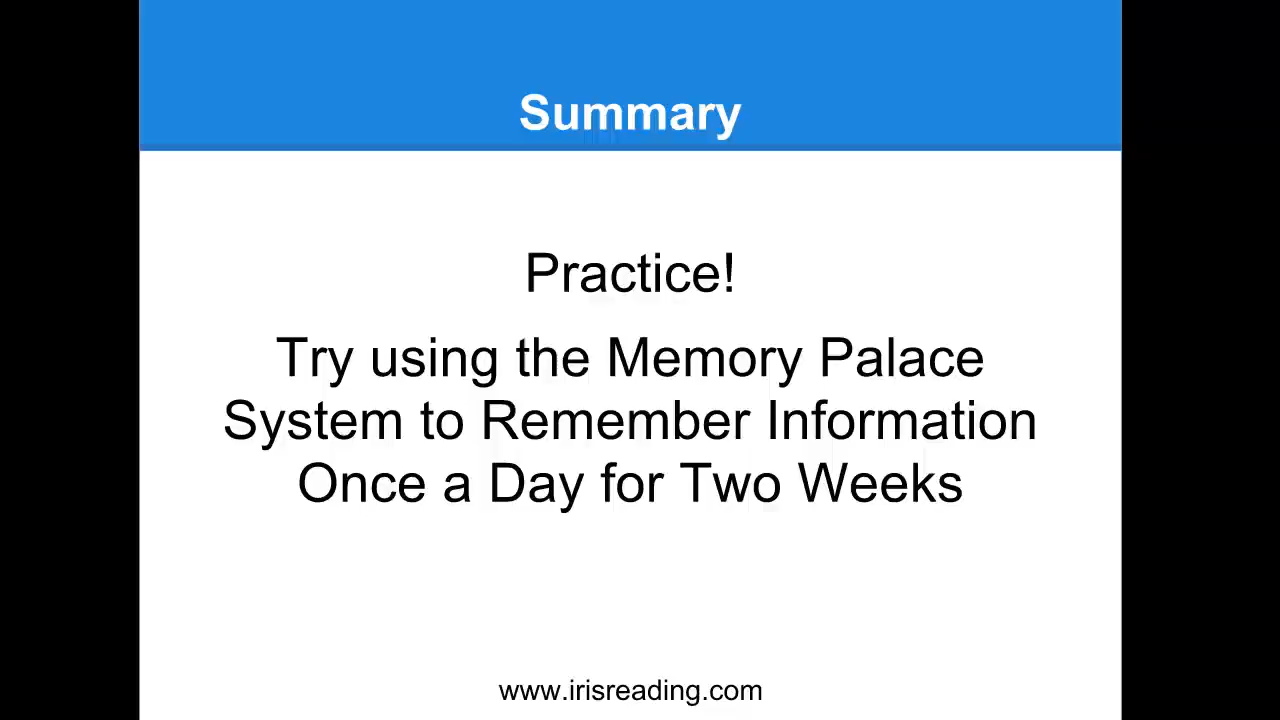 Summary
Practice!
Try using the Memory Palace
System to Remember Information
Once a Day for Two Weeks
www.irisreading.com